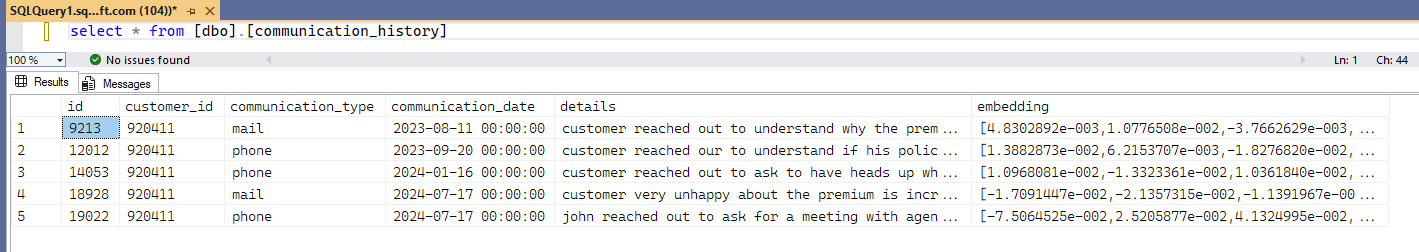 SQLQuery1.sq...ft.com (104))*
select * from [dbo].[communication_history]
100 % No issues found Ln: 1 Ch: 44
Results Messages
id customer_id communication_type communication_date details embedding
1 9213 920411 mail 2023-08-11 00:00:00 customer reached out to understand why the prem... [4.8302892e-003,1.0776508e-002,-3.7662629e-003, ...
2 12012 920411 phone 2023-09-20 00:00:00 customer reached our to understand if his polic... [1.3882873e-002,6.2153707e-003,-1.8276820e-002, ...
3 14053 920411 phone 2024-01-16 00:00:00 customer reached out to ask to have heads up wh... [1.0968081e-002,-1.3323361e-002,1.0361840e-002, ...
4 18928 920411 mail 2024-07-17 00:00:00 customer very unhappy about the premium is incr... [-1.7091447e-002,-2.1357315e-002,-1.1391967e-00 ...
5 19022 920411 phone 2024-07-17 00:00:00 john reached out to ask for a meeting with agen... [-7.5064525e-002,2.5205877e-002,4.1324995e-002, ...